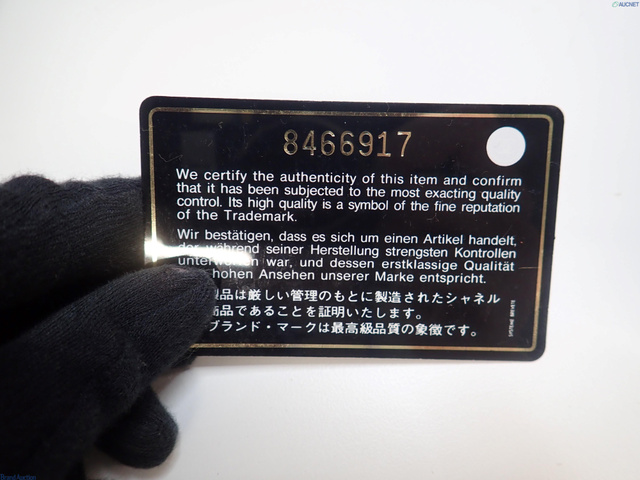 AUCNET
8466917
We certify the authenticity of this item and confirm
that it has been subjected to the most exacting quality
control. Its high quality is a symbol of the fine reputation
of the Trademark.
Wir bestätigen, dass es sich um einen Artikel handelt,
der während seiner Herstellung strengsten Kontrollen
unterworfen war, und dessen erstklassige Qualität
hohen Ansehen unserer Marke entspricht.
製品は厳しい管理のもとに製造されたシャネル
商品であることを証明いたします。
ブランド・マークは最高級品質の象徴です。